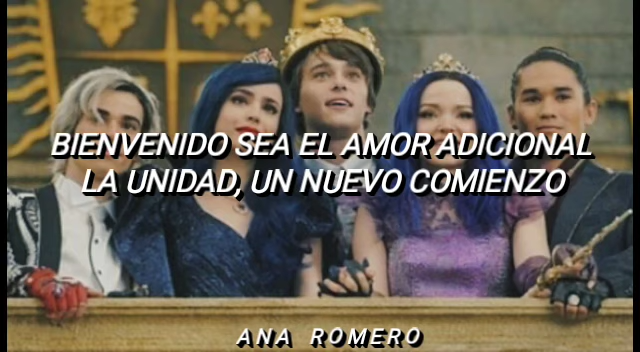 BIENVENIDO SEA EL AMOR ADICIONAL
LA UNIDAD, UN NUEVO COMIENZO
ANA ROMERO